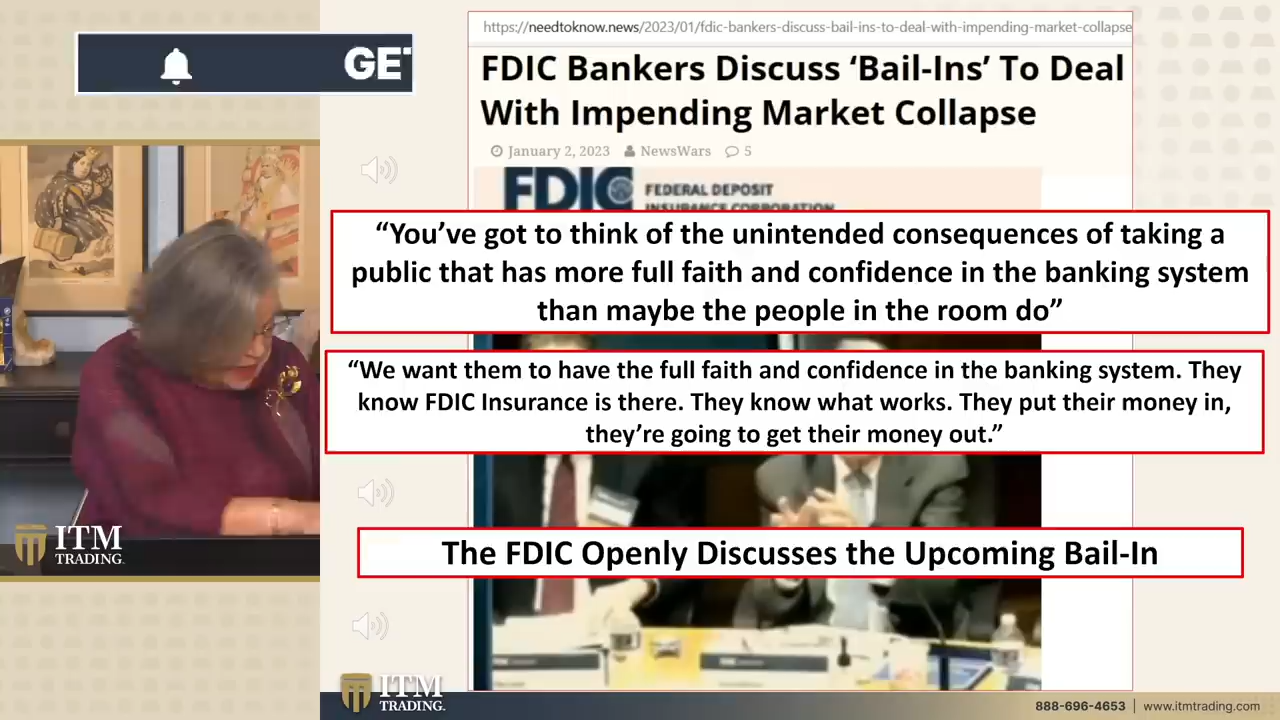 https://needtoknow.news/2023/01/fdic-bankers-discuss-bail-ins-to-deal-with-impending-market-collapse
GET
FDIC Bankers Discuss ‘Bail-Ins’ To Deal
With Impending Market Collapse
January 2, 2023 NewsWars 5
FDIC FEDERAL DEPOSIT
INSURANCE CORPORATION
“You’ve got to think of the unintended consequences of taking a
public that has more full faith and confidence in the banking system
than maybe the people in the room do”
“We want them to have the full faith and confidence in the banking system. They
know FDIC Insurance is there. They know what works. They put their money in,
they’re going to get their money out.”
The FDIC Openly Discusses the Upcoming Bail-In
ITM
TRADING.
ITM
TRADING.
888-696-4653 | www.itmtrading.com